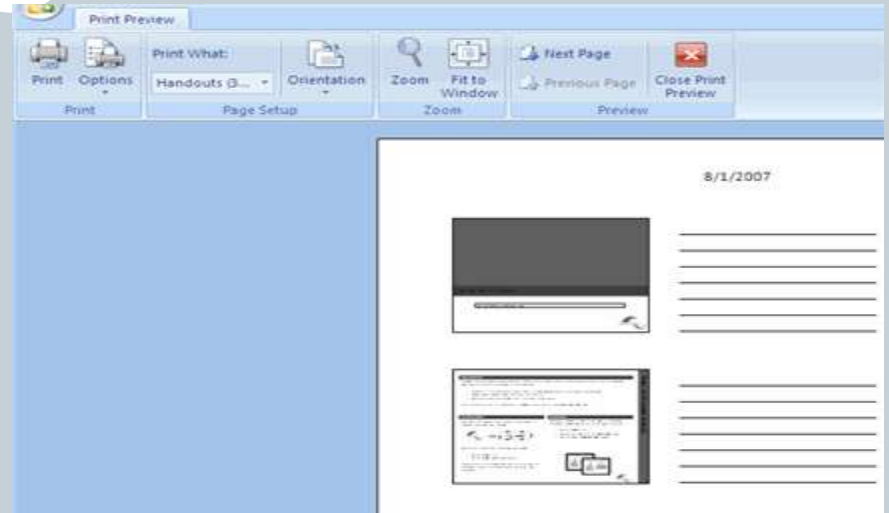 Print Preview
Print What:
Print Options Handouts (3... Orientation Zoom Fit to Window Next Page Previous Page Close Print Preview
Print Page Setup Zoom Preview
8/1/2007